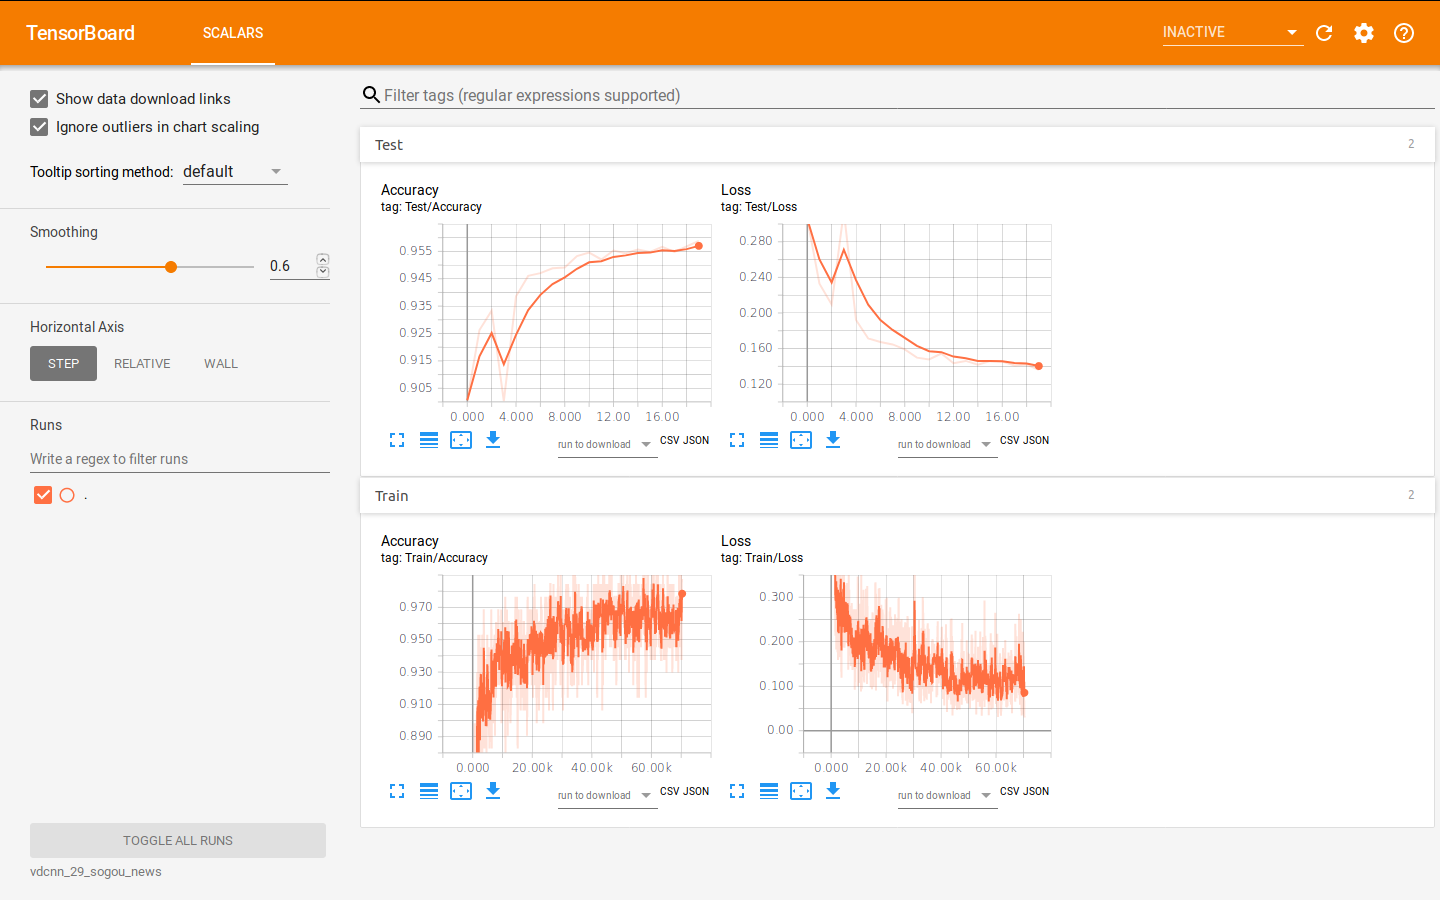 TensorBoard
SCALARS
INACTIVE
Show data download links
Ignore outliers in chart scaling
Tooltip sorting method: default
Smoothing
0.6
Horizontal Axis
STEP RELATIVE WALL
Runs
Write a regex to filter runs
.
TOGGLE ALL RUNS
vdcnn_29_sogou_news
Filter tags (regular expressions supported)
Test 2
Accuracy
tag: Test/Accuracy
0.955
0.945
0.935
0.925
0.915
0.905
0.000 4.000 8.000 12.00 16.00
run to download CSV JSON
Loss
tag: Test/Loss
0.280
0.240
0.200
0.160
0.120
0.000 4.000 8.000 12.00 16.00
run to download CSV JSON
Train 2
Accuracy
tag: Train/Accuracy
0.970
0.950
0.930
0.910
0.890
0.000 20.00k 40.00k 60.00k
run to download CSV JSON
Loss
tag: Train/Loss
0.300
0.200
0.100
0.00
0.000 20.00k 40.00k 60.00k
run to download CSV JSON